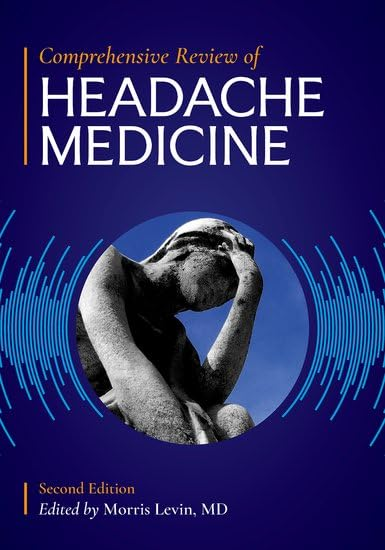 Comprehensive Review of
HEADACHE
MEDICINE
Second Edition
Edited by Morris Levin, MD